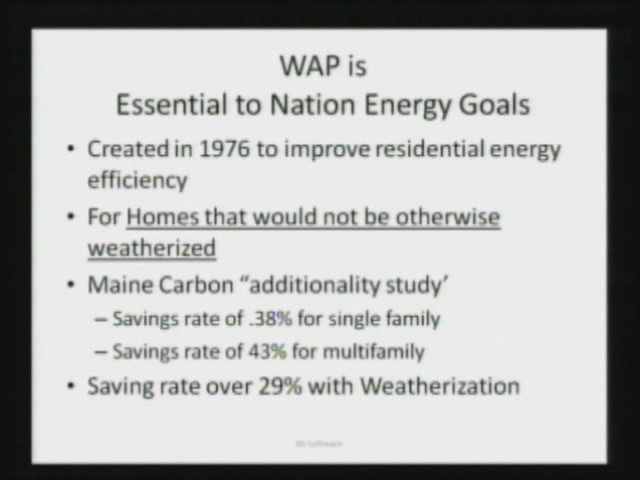 WAP is
Essential to Nation Energy Goals
• Created in 1976 to improve residential energy
efficiency
• For Homes that would not be otherwise
weatherized
• Maine Carbon “additionality study’
– Savings rate of .38% for single family
– Savings rate of 43% for multifamily
• Saving rate over 29% with Weatherization